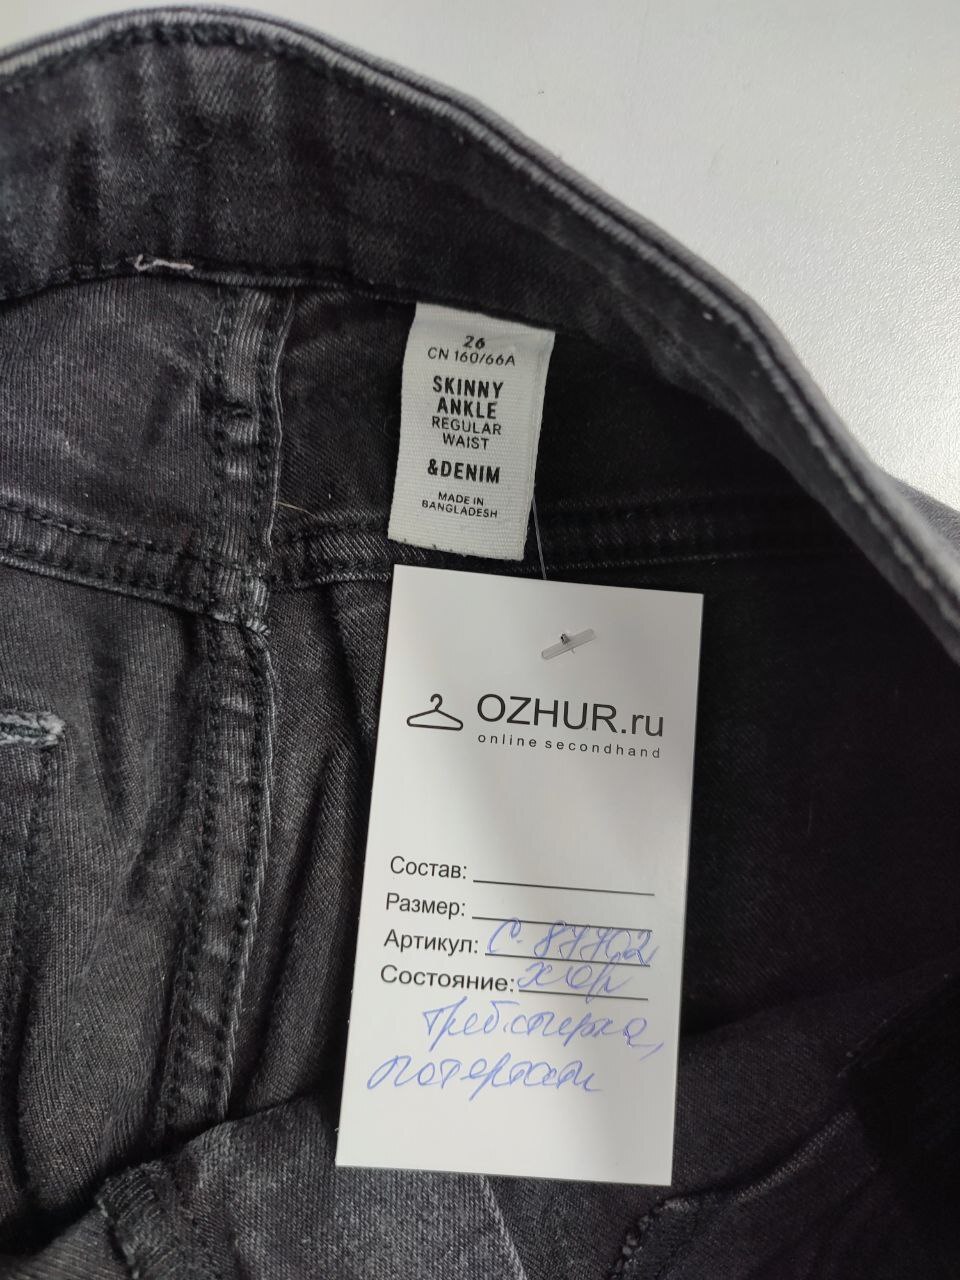 26
CN 160/66A
SKINNY
ANKLE
REGULAR
WAIST
&DENIM
MADE IN
BANGLADESH
OZHUR.ru
online secondhand
Состав:
Размер:
Артикул: С-87702
Состояние: хор
треб. стирка,
потертости